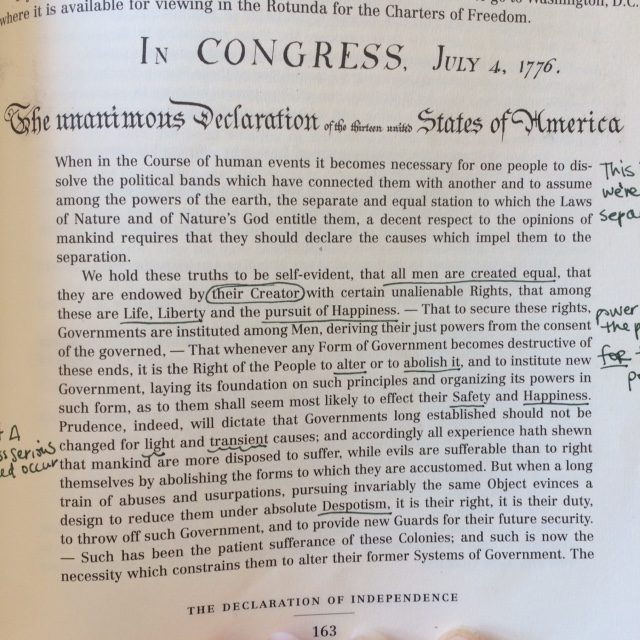 to Washington, D.C.
where it is available for viewing in the Rotunda for the Charters of Freedom.
IN CONGRESS, JULY 4, 1776.
The unanimous Declaration of the thirteen united States of America
When in the Course of human events it becomes necessary for one people to dis-
solve the political bands which have connected them with another and to assume
among the powers of the earth, the separate and equal station to which the Laws
of Nature and of Nature's God entitle them, a decent respect to the opinions of
mankind requires that they should declare the causes which impel them to the
separation.
We hold these truths to be self-evident, that all men are created equal, that
they are endowed by their Creator with certain unalienable Rights, that among
these are Life, Liberty and the pursuit of Happiness. — That to secure these rights,
Governments are instituted among Men, deriving their just powers from the consent
of the governed, — That whenever any Form of Government becomes destructive of
these ends, it is the Right of the People to alter or to abolish it, and to institute new
Government, laying its foundation on such principles and organizing its powers in
such form, as to them shall seem most likely to effect their Safety and Happiness.
Prudence, indeed, will dictate that Governments long established should not be
changed for light and transient causes; and accordingly all experience hath shewn
that mankind are more disposed to suffer, while evils are sufferable than to right
themselves by abolishing the forms to which they are accustomed. But when a long
train of abuses and usurpations, pursuing invariably the same Object evinces a
design to reduce them under absolute Despotism, it is their right, it is their duty,
to throw off such Government, and to provide new Guards for their future security.
— Such has been the patient sufferance of these Colonies; and such is now the
necessity which constrains them to alter their former Systems of Government. The
THE DECLARATION OF INDEPENDENCE
163
This
we're
sepa
power
the p
for
A
serious
occur